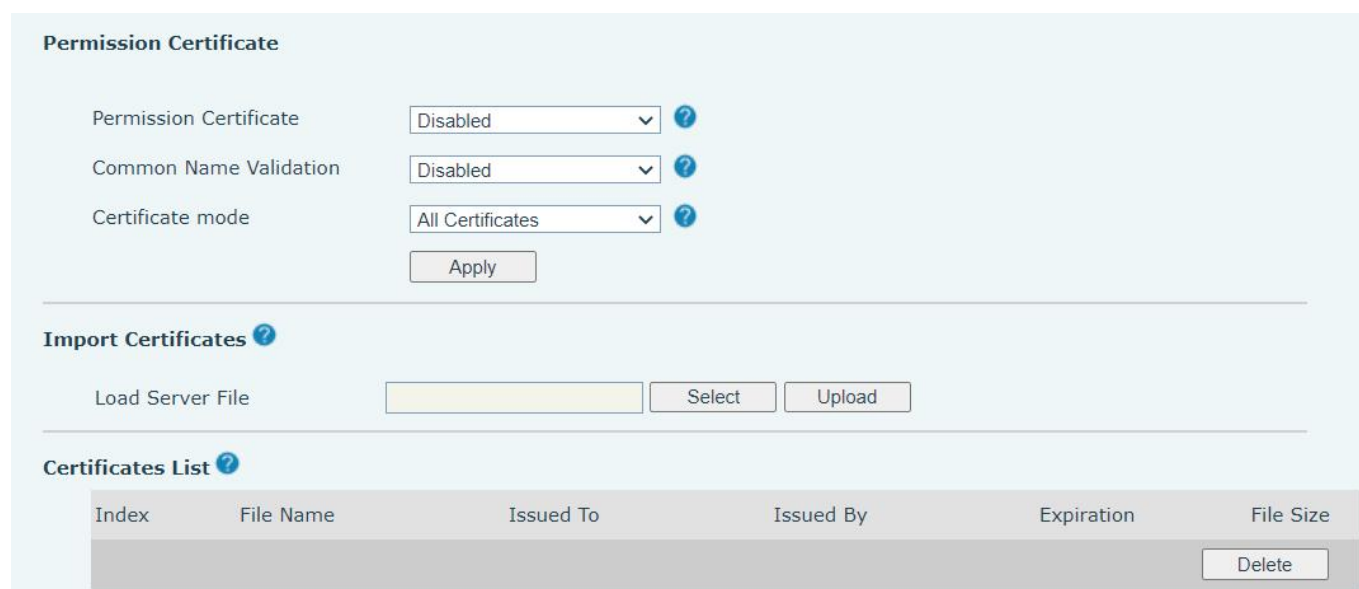 Permission Certificate
Permission Certificate Disabled ?
Common Name Validation Disabled ?
Certificate mode All Certificates ?
Apply
Import Certificates ?
Load Server File Select Upload
Certificates List ?
Index File Name Issued To Issued By Expiration File Size
Delete